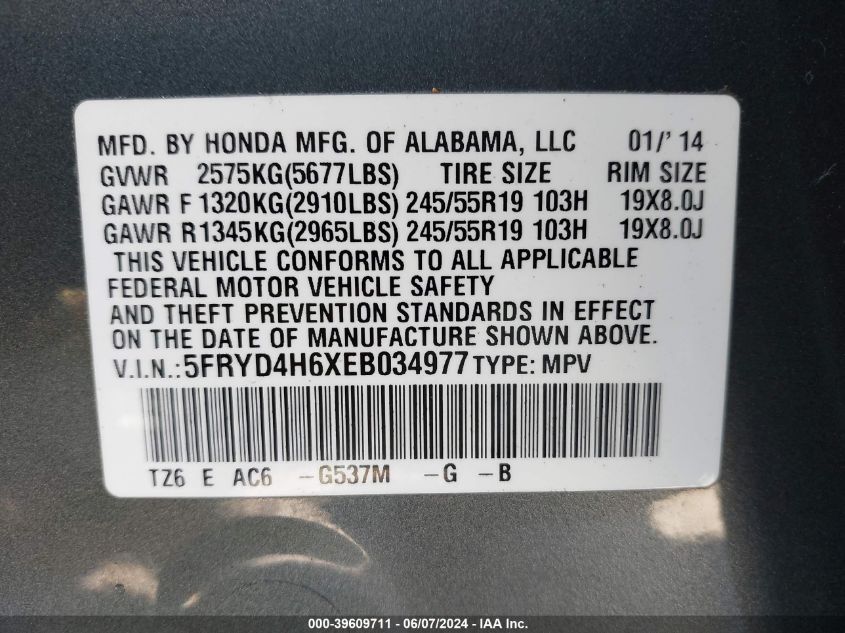 MFD. BY HONDA MFG. OF ALABAMA, LLC 01/' 14
GVWR 2575KG(5677LBS) TIRE SIZE RIM SIZE
GAWR F 1320KG(2910LBS) 245/55R19 103H 19X8.0J
GAWR R1345KG(2965LBS) 245/55R19 103H 19X8.0J
THIS VEHICLE CONFORMS TO ALL APPLICABLE
FEDERAL MOTOR VEHICLE SAFETY
AND THEFT PREVENTION STANDARDS IN EFFECT
ON THE DATE OF MANUFACTURE SHOWN ABOVE.
V.I.N.:5FRYD4H6XEB034977 TYPE: MPV
TZ6 E AC6 -G537M -G -B
000-39609711 - 06/07/2024 - IAAI.COM